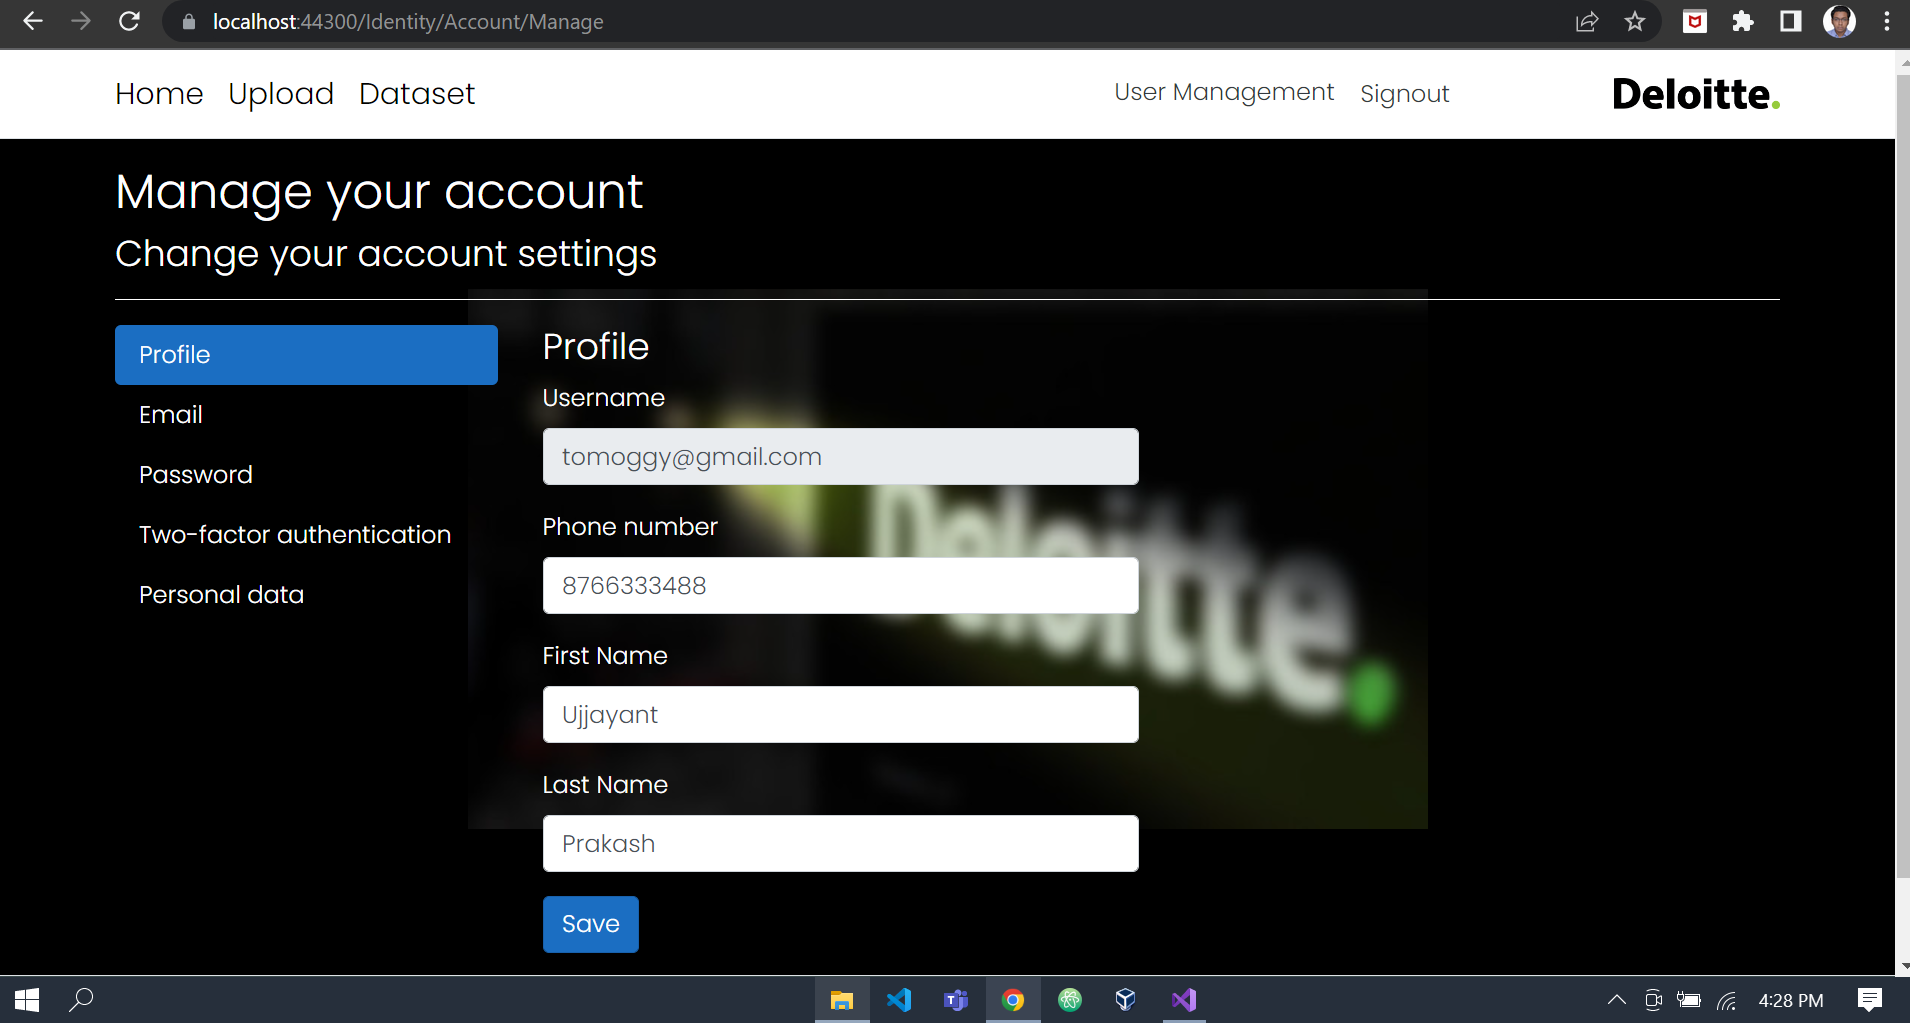 localhost:44300/Identity/Account/Manage
Home Upload Dataset User Management Signout Deloitte.
Manage your account
Change your account settings
Profile
Email
Password
Two-factor authentication
Personal data
Profile
Username
tomoggy@gmail.com
Phone number
8766333488
First Name
Ujjayant
Last Name
Prakash
Save
Deloitte.
4:28 PM